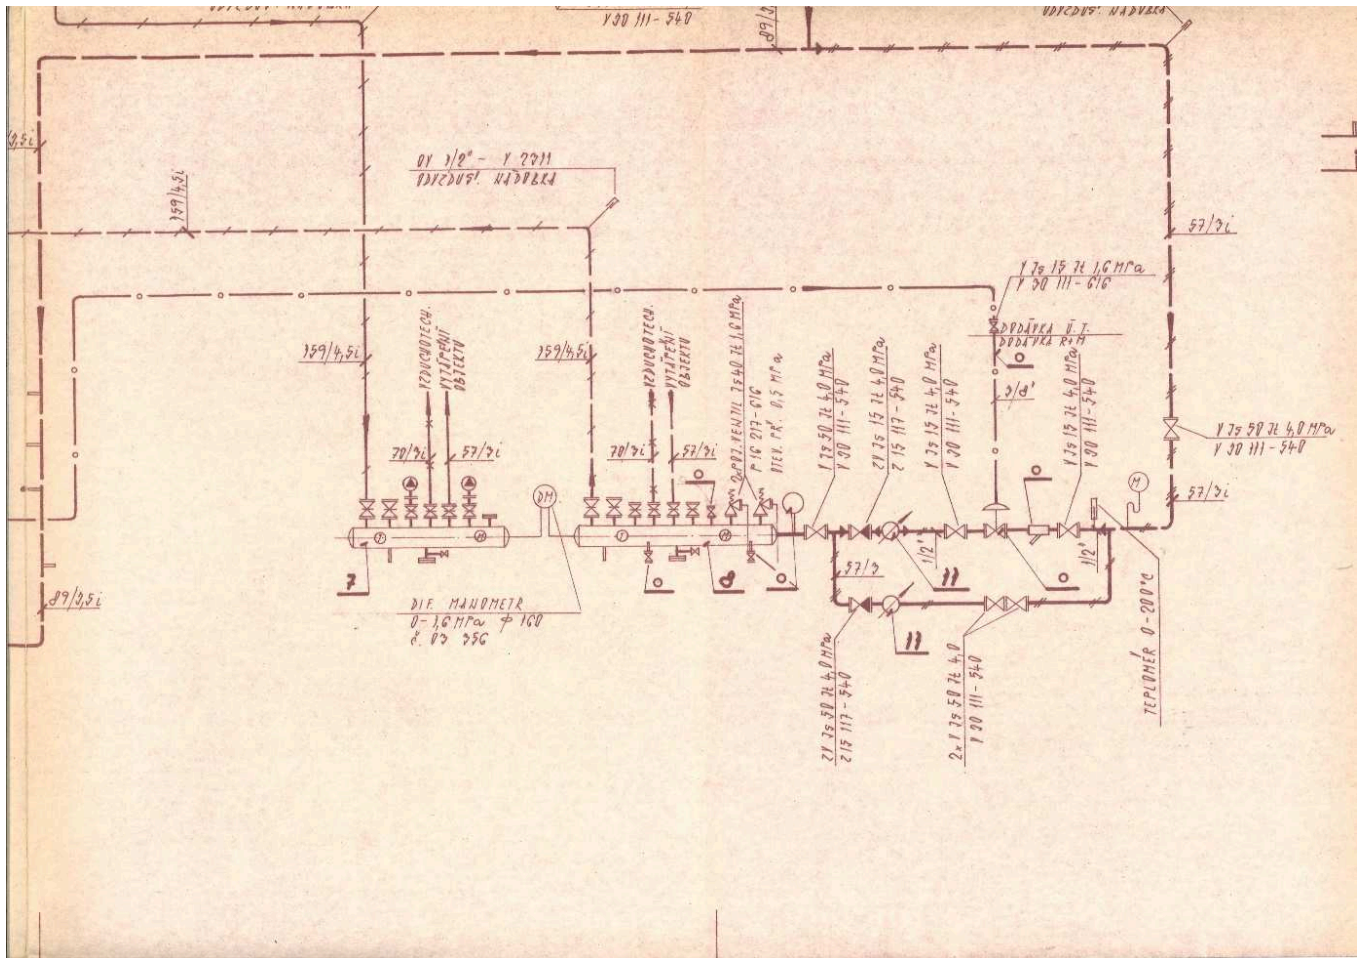 V 30 111-540
89/3
ODVZDUŠ. NÁDOBKA
/3,5i
DV 1/2" - V 2311
ODVZDUŠ. NÁDOBKA
159/4,5i
57/3i
V Js 15 Jt 1,6 MPa
V 30 111-616
DODÁVKA Ú.T.
DODÁVKA R+M
159/4,5i
VZDUCHOTECH.
VYTÁPĚNÍ
OBJEKTU
159/4,5i
VZDUCHOTECH.
VYTÁPĚNÍ
OBJEKTU
POJ. VENTIL Js 40 Jt 1,6 MPa
P 16 217-616
OTEV. PŘ. 0,5 MPa
V Js 50 Jt 4,0 MPa
V 30 111-540
ZV Js 15 Jt 4,0 MPa
Z 15 117-540
V Js 15 Jt 4,0 MPa
V 30 111-540
3/8"
V Js 15 Jt 4,0 MPa
V 30 111-540
V Js 50 Jt 4,0 MPa
V 30 111-540
70/3i
57/3i
70/3i
57/3i
M
57/3i
DM
1/2"
1/2"
7
8
57/3
11
89/3,5i
DIF. MANOMETR
0-1,6 MPa ϕ 160
č. 03 356
11
ZV Js 50 Jt 4,0 MPa
Z 15 117-540
2x V Js 50 Jt 4,0
V 30 111-540
TEPLOMĚR 0-200°C